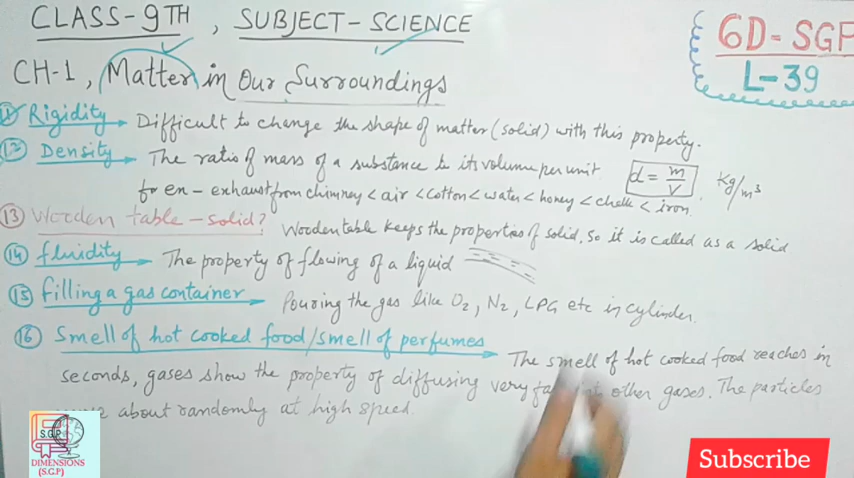 CLASS-9TH, SUBJECT-SCIENCE
6D-SGP
L-39
CH-1, Matter in Our Surroundings
11 Rigidity → Difficult to change the shape of matter (solid) with this property.
12 Density → The ratio of mass of a substance to its volume per unit. d = m/V Kg/m³
for en - exhaust from chimney < air < cotton < water < honey < chalk < iron.
13 Wooden table - solid? Wooden table keeps the properties of solid, so it is called as a solid
14 fluidity → The property of flowing of a liquid
15 filling a gas container → Pouring the gas like O₂, N₂, LPG etc in cylinder.
16 Smell of hot cooked food/smell of perfumes → The smell of hot cooked food reaches in
seconds, gases show the property of diffusing very other gases. The particles
about randomly at high speed.
S.G.P
DIMENSIONS
(S.G.P)
Subscribe